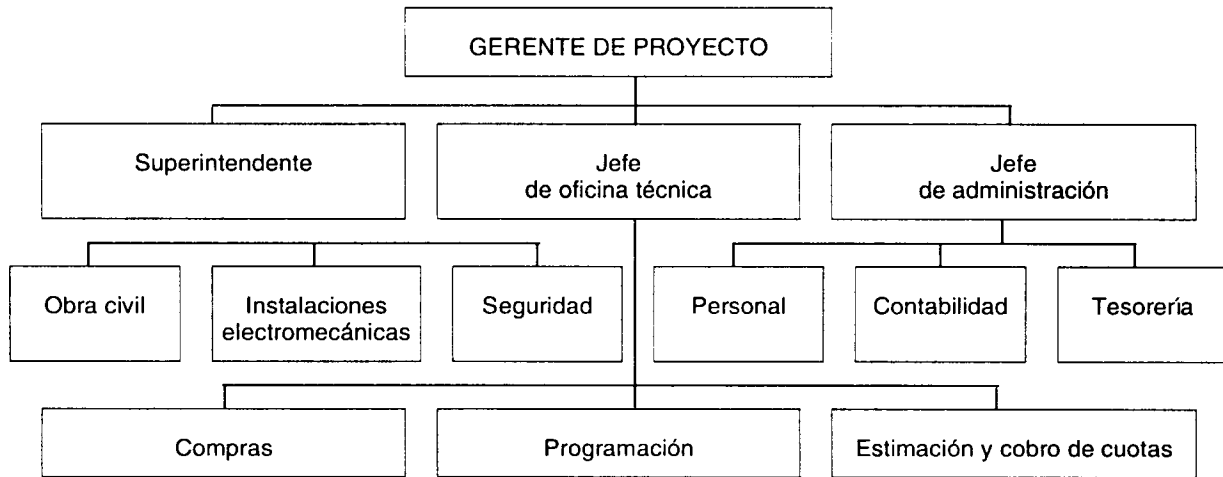 GERENTE DE PROYECTO
Superintendente
Jefe
de oficina técnica
Jefe
de administración
Obra civil
Instalaciones
electromecánicas
Seguridad
Personal
Contabilidad
Tesorería
Compras
Programación
Estimación y cobro de cuotas